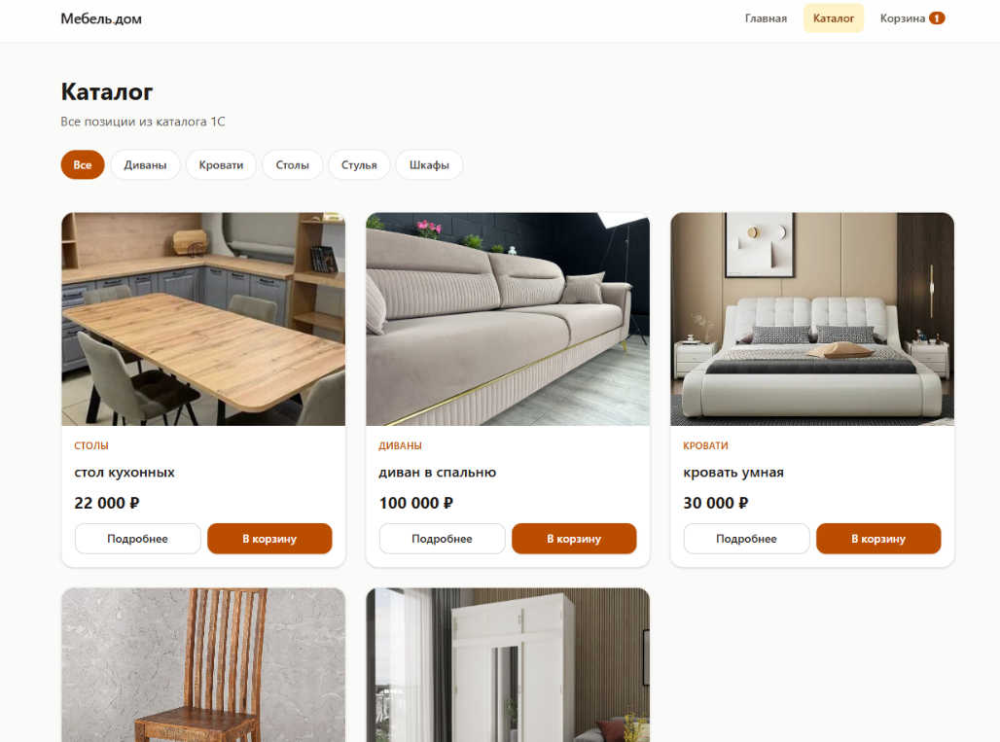 Мебель.дом
Главная
Каталог
Корзина 1
Каталог
Все позиции из каталога 1С
Все
Диваны
Кровати
Столы
Стулья
Шкафы
СТОЛЫ
стол кухонных
22 000 ₽
Подробнее
В корзину
ДИВАНЫ
диван в спальню
100 000 ₽
Подробнее
В корзину
КРОВАТИ
кровать умная
30 000 ₽
Подробнее
В корзину